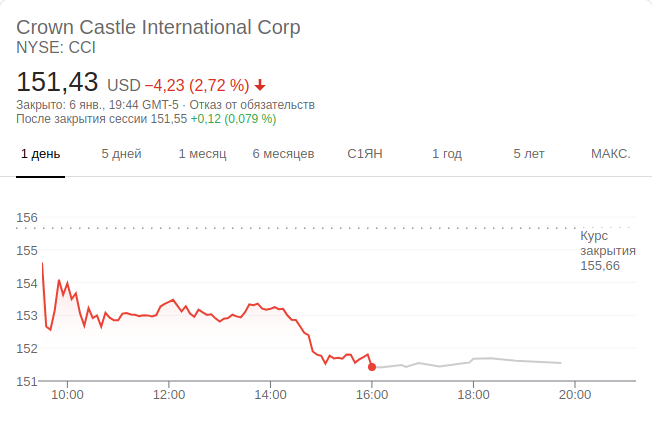 Crown Castle International Corp
NYSE: CCI
151,43 USD −4,23 (2,72 %)
Закрыто: 6 янв., 19:44 GMT-5 · Отказ от обязательств
После закрытия сессии 151,55 +0,12 (0,079 %)
1 день 5 дней 1 месяц 6 месяцев С1ЯН 1 год 5 лет МАКС.
156
Курс
155
закрытия
155,66
154
153
152
151
10:00 12:00 14:00 16:00 18:00 20:00